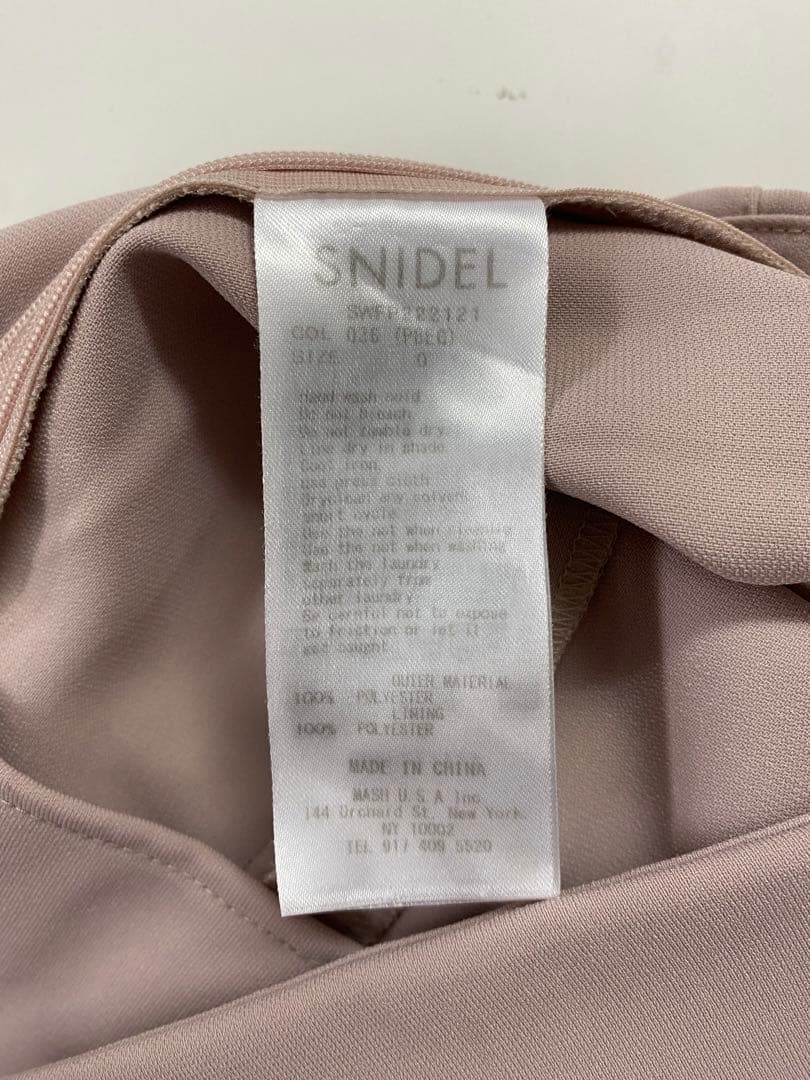 SNIDEL
SWFP222121
COL 036 (PBEG)
SIZE 0
Hand wash cold
Do not bleach
Do not tumble dry.
Line dry in shade
Cool iron
use press cloth
Dryclean any solvent
short cycle
Use the net when cleaning
Use the net when washing
Wash the laundry
separately from
other laundry.
Be careful not to expose
to friction or let it
get caught.
OUTER MATERIAL
100% POLYESTER
LINING
100% POLYESTER
MADE IN CHINA
MASH U.S.A Inc
144 Orchard St, New York.
NY 10002
TEL 917 409 5520